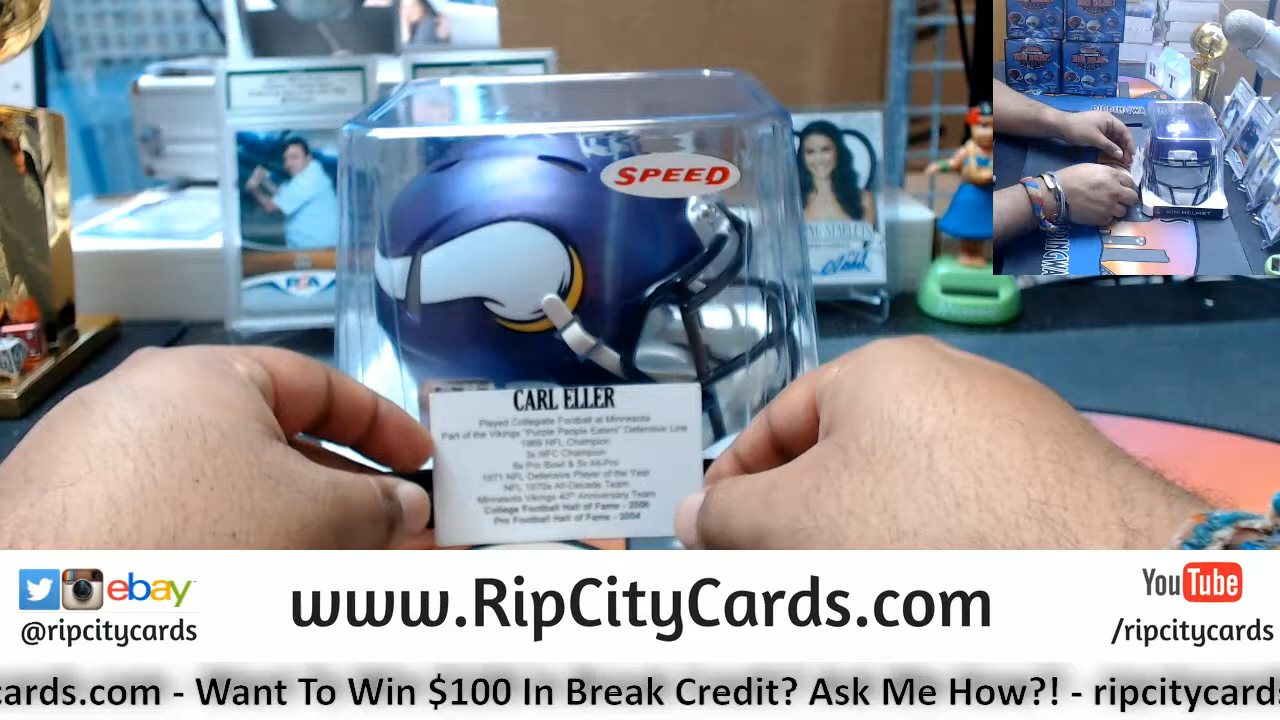 SPEED
PSA
RIPPINGWA
MINI HELMET
CARL ELLER
Played Collegiate Football at Minnesota
Part of the Vikings "Purple People Eaters" Defensive Line
1969 NFL Champion
3x NFC Champion
6x Pro Bowl & 5x All-Pro
1971 NFL Defensive Player of the Year
NFL 1970s All-Decade Team
Minnesota Vikings 40th Anniversary Team
College Football Hall of Fame - 2006
Pro Football Hall of Fame - 2004
ebay
@ripcitycards
www.RipCityCards.com
YouTube
/ripcitycards
cards.com - Want To Win $100 In Break Credit? Ask Me How?! - ripcitycards